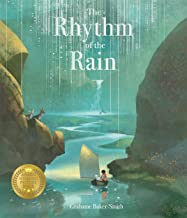 The
Rhythm
of the
Rain
Grahame Baker-Smith